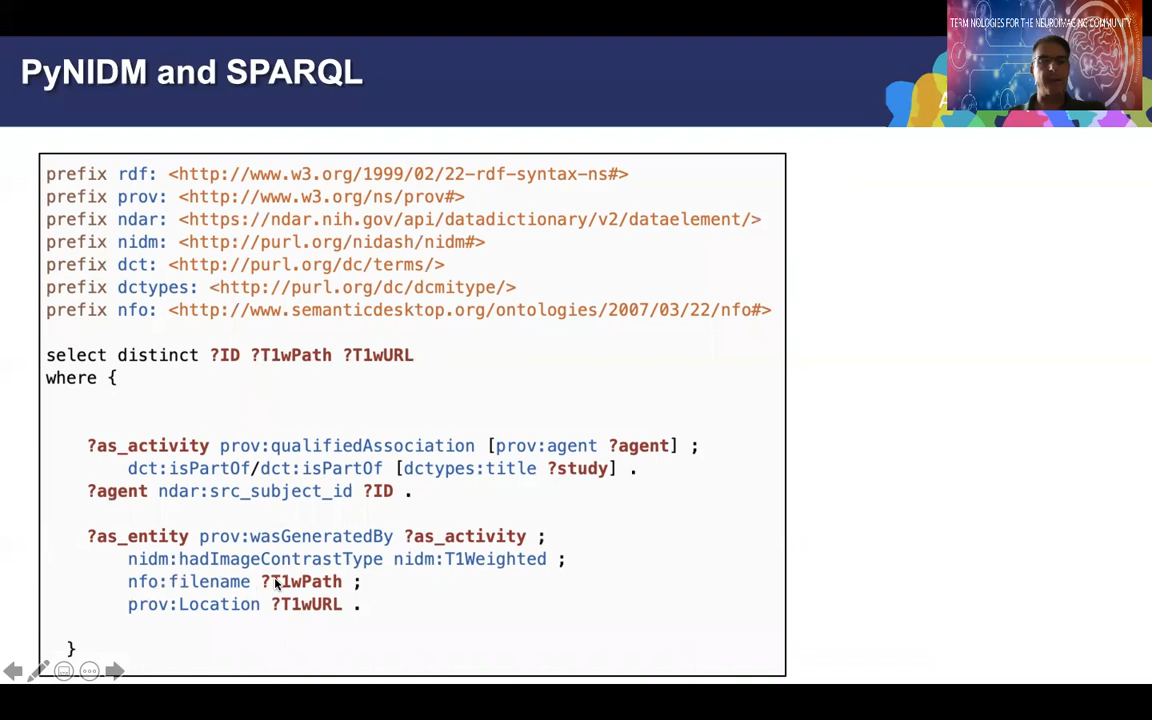 TERMINOLOGIES FOR THE NEUROIMAGING COMMUNITY
PyNIDM and SPARQL
A
prefix rdf: <http://www.w3.org/1999/02/22-rdf-syntax-ns#>
prefix prov: <http://www.w3.org/ns/prov#>
prefix ndar: <https://ndar.nih.gov/api/datadictionary/v2/dataelement/>
prefix nidm: <http://purl.org/nidash/nidm#>
prefix dct: <http://purl.org/dc/terms/>
prefix dctypes: <http://purl.org/dc/dcmitype/>
prefix nfo: <http://www.semanticdesktop.org/ontologies/2007/03/22/nfo#>
select distinct ?ID ?T1wPath ?T1wURL
where {
?as_activity prov:qualifiedAssociation [prov:agent ?agent] ;
dct:isPartOf/dct:isPartOf [dctypes:title ?study] .
?agent ndar:src_subject_id ?ID .
?as_entity prov:wasGeneratedBy ?as_activity ;
nidm:hadImageContrastType nidm:T1Weighted ;
nfo:filename ?T1wPath ;
prov:Location ?T1wURL .
}